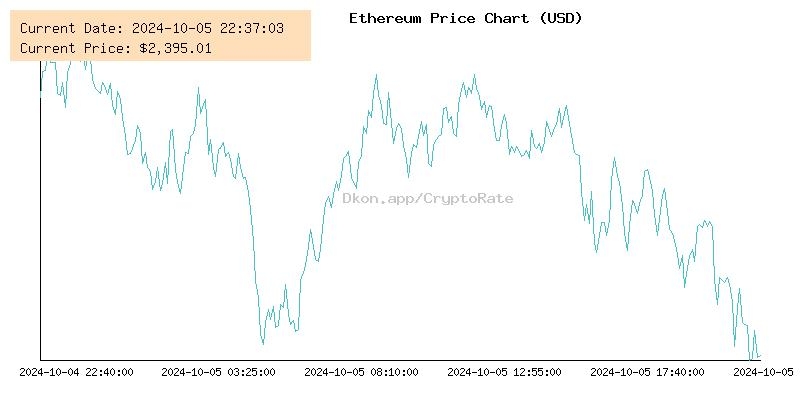 Ethereum Price Chart (USD)
Current Date: 2024-10-05 22:37:03
Current Price: $2,395.01
Dkon.app/CryptoRate
2024-10-04 22:40:00 2024-10-05 03:25:00 2024-10-05 08:10:00 2024-10-05 12:55:00 2024-10-05 17:40:00 2024-10-05